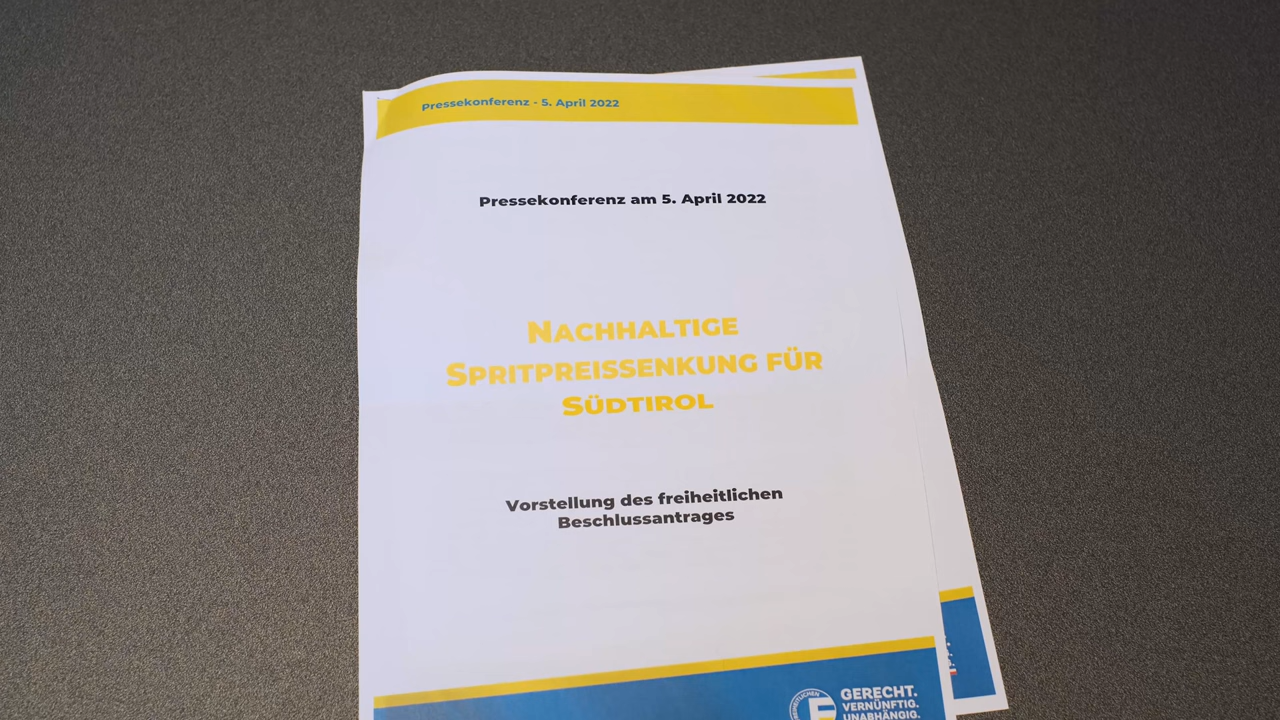 Pressekonferenz - 5. April 2022
Pressekonferenz am 5. April 2022
NACHHALTIGE
SPRITPREISSENKUNG FÜR
SÜDTIROL
Vorstellung des freiheitlichen
Beschlussantrages
FREIHEITLICHEN
F
GERECHT.
VERNÜNFTIG.
UNABHÄNGIG.